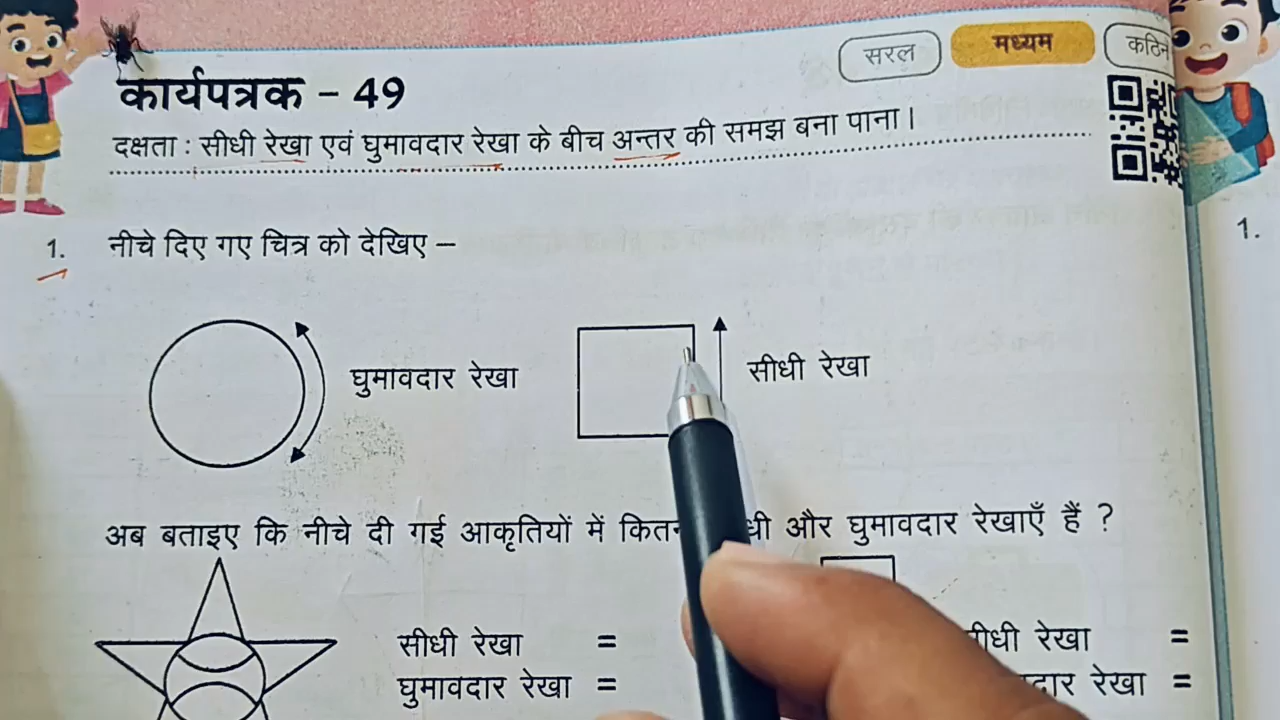 सरल मध्यम कठिन
कार्यपत्रक – 49
दक्षता : सीधी रेखा एवं घुमावदार रेखा के बीच अन्तर की समझ बना पाना।
1. नीचे दिए गए चित्र को देखिए –
1.
घुमावदार रेखा सीधी रेखा
अब बताइए कि नीचे दी गई आकृतियों में और घुमावदार रेखाएँ हैं ?
सीधी रेखा = रेखा =
घुमावदार रेखा = रेखा =